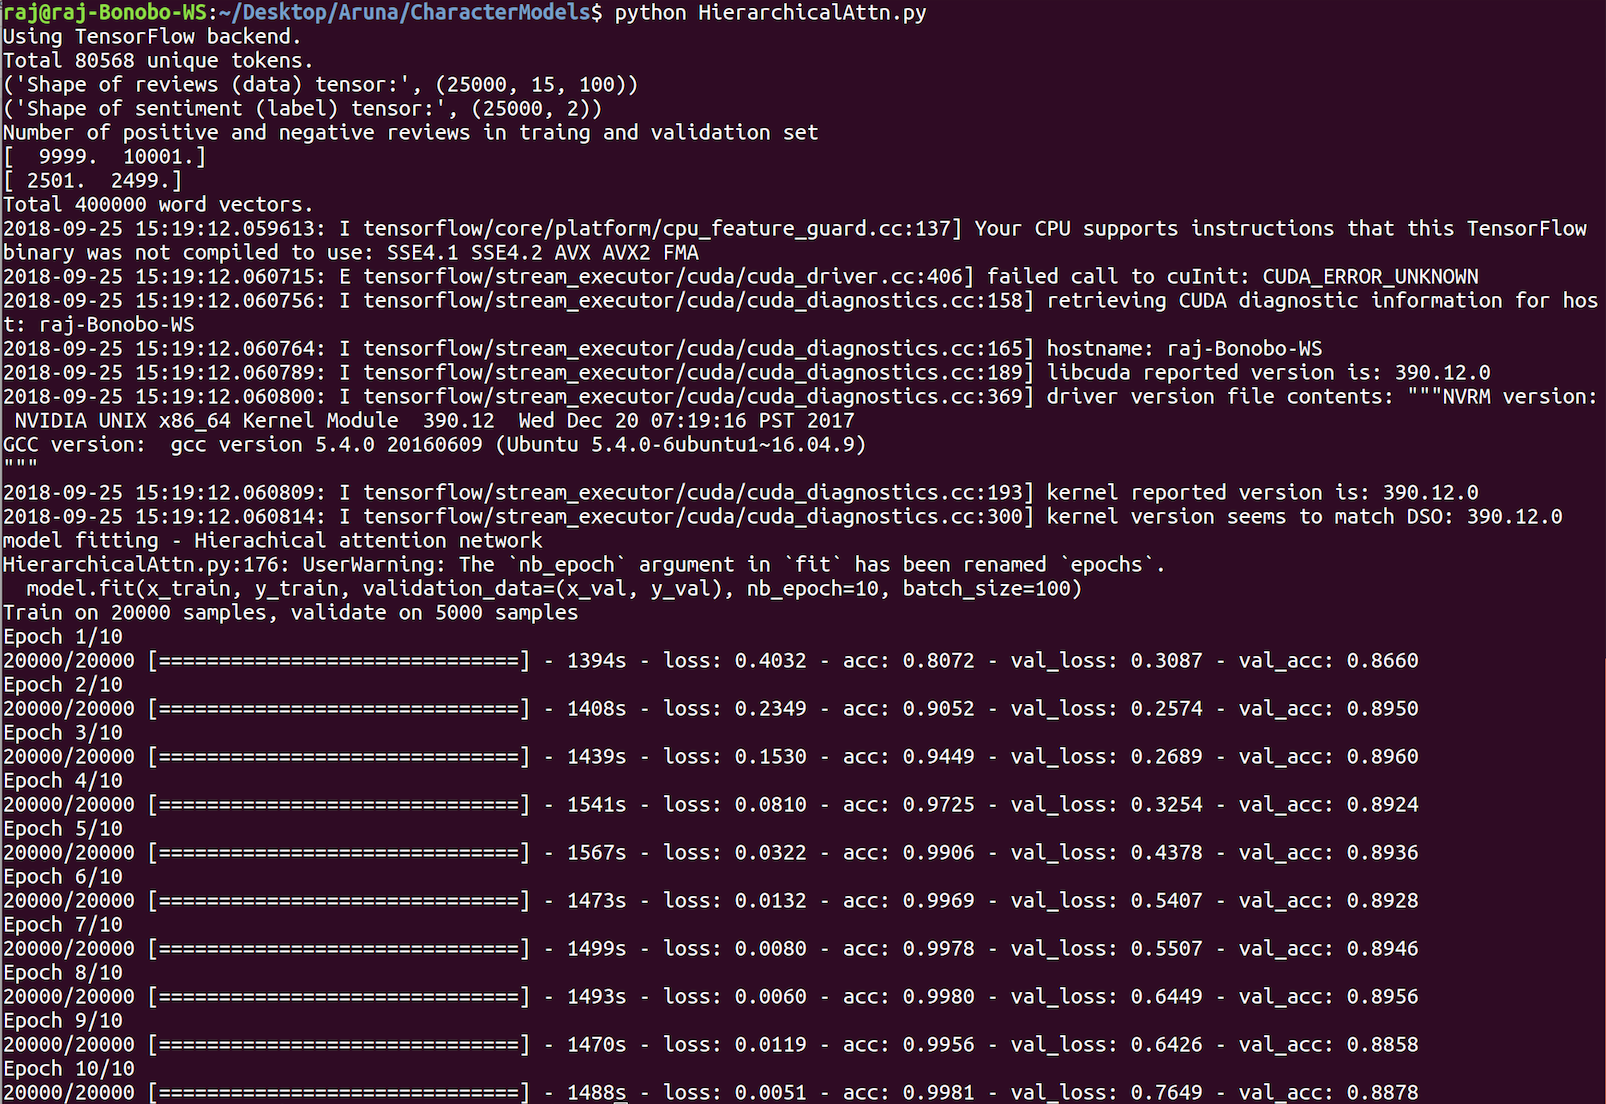 raj@raj-Bonobo-WS:~/Desktop/Aruna/CharacterModels$ python HierarchicalAttn.py
Using TensorFlow backend.
Total 80568 unique tokens.
('Shape of reviews (data) tensor:', (25000, 15, 100))
('Shape of sentiment (label) tensor:', (25000, 2))
Number of positive and negative reviews in traing and validation set
[  9999.  10001.]
[ 2501.  2499.]
Total 400000 word vectors.
2018-09-25 15:19:12.059613: I tensorflow/core/platform/cpu_feature_guard.cc:137] Your CPU supports instructions that this TensorFlow
binary was not compiled to use: SSE4.1 SSE4.2 AVX AVX2 FMA
2018-09-25 15:19:12.060715: E tensorflow/stream_executor/cuda/cuda_driver.cc:406] failed call to cuInit: CUDA_ERROR_UNKNOWN
2018-09-25 15:19:12.060756: I tensorflow/stream_executor/cuda/cuda_diagnostics.cc:158] retrieving CUDA diagnostic information for hos
t: raj-Bonobo-WS
2018-09-25 15:19:12.060764: I tensorflow/stream_executor/cuda/cuda_diagnostics.cc:165] hostname: raj-Bonobo-WS
2018-09-25 15:19:12.060789: I tensorflow/stream_executor/cuda/cuda_diagnostics.cc:189] libcuda reported version is: 390.12.0
2018-09-25 15:19:12.060800: I tensorflow/stream_executor/cuda/cuda_diagnostics.cc:369] driver version file contents: """NVRM version:
 NVIDIA UNIX x86_64 Kernel Module  390.12  Wed Dec 20 07:19:16 PST 2017
GCC version:  gcc version 5.4.0 20160609 (Ubuntu 5.4.0-6ubuntu1~16.04.9)
"""
2018-09-25 15:19:12.060809: I tensorflow/stream_executor/cuda/cuda_diagnostics.cc:193] kernel reported version is: 390.12.0
2018-09-25 15:19:12.060814: I tensorflow/stream_executor/cuda/cuda_diagnostics.cc:300] kernel version seems to match DSO: 390.12.0
model fitting - Hierachical attention network
HierarchicalAttn.py:176: UserWarning: The `nb_epoch` argument in `fit` has been renamed `epochs`.
  model.fit(x_train, y_train, validation_data=(x_val, y_val), nb_epoch=10, batch_size=100)
Train on 20000 samples, validate on 5000 samples
Epoch 1/10
20000/20000 [==============================] - 1394s - loss: 0.4032 - acc: 0.8072 - val_loss: 0.3087 - val_acc: 0.8660
Epoch 2/10
20000/20000 [==============================] - 1408s - loss: 0.2349 - acc: 0.9052 - val_loss: 0.2574 - val_acc: 0.8950
Epoch 3/10
20000/20000 [==============================] - 1439s - loss: 0.1530 - acc: 0.9449 - val_loss: 0.2689 - val_acc: 0.8960
Epoch 4/10
20000/20000 [==============================] - 1541s - loss: 0.0810 - acc: 0.9725 - val_loss: 0.3254 - val_acc: 0.8924
Epoch 5/10
20000/20000 [==============================] - 1567s - loss: 0.0322 - acc: 0.9906 - val_loss: 0.4378 - val_acc: 0.8936
Epoch 6/10
20000/20000 [==============================] - 1473s - loss: 0.0132 - acc: 0.9969 - val_loss: 0.5407 - val_acc: 0.8928
Epoch 7/10
20000/20000 [==============================] - 1499s - loss: 0.0080 - acc: 0.9978 - val_loss: 0.5507 - val_acc: 0.8946
Epoch 8/10
20000/20000 [==============================] - 1493s - loss: 0.0060 - acc: 0.9980 - val_loss: 0.6449 - val_acc: 0.8956
Epoch 9/10
20000/20000 [==============================] - 1470s - loss: 0.0119 - acc: 0.9956 - val_loss: 0.6426 - val_acc: 0.8858
Epoch 10/10
20000/20000 [==============================] - 1488s - loss: 0.0051 - acc: 0.9981 - val_loss: 0.7649 - val_acc: 0.8878